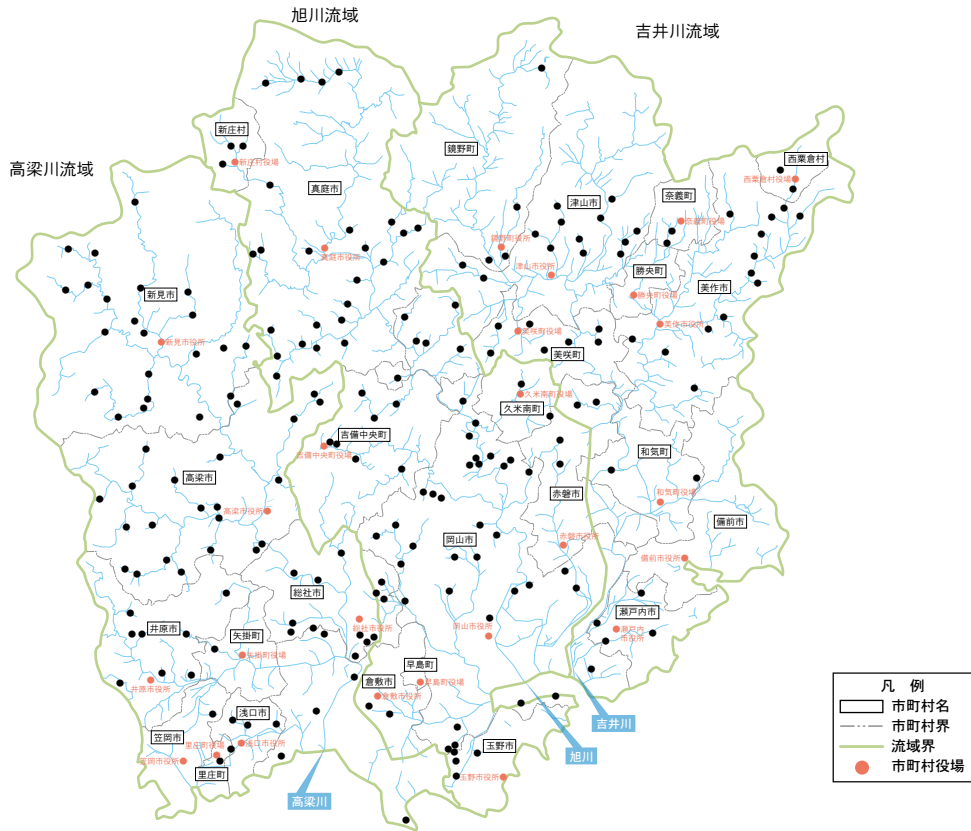 旭川流域
吉井川流域
高梁川流域
新庄村
新庄村役場
鏡野町
西粟倉村
西粟倉村役場
真庭市
奈義町
津山市
奈義町役場
鏡野町役所
真庭市役所
津山市役所
勝央町
勝央町役場
美作市
新見市
美作市役所
美咲町役場
新見市役所
美咲町
久米南町役場
久米南町
吉備中央町
吉備中央町役場
和気町
高梁市
赤磐市
和気町役場
高梁市役所
備前市
岡山市
赤磐市役所
備前市役所
総社市
瀬戸内市
井原市
矢掛町
総社市役所
岡山市役所
瀬戸内
市役所
矢掛町役場
早島町
井原市役所
倉敷市
早島町役場
倉敷市役所
浅口市
吉井川
笠岡市
里庄町役場
浅口市役所
玉野市
旭川
笠岡市役所
里庄町
玉野市役所
高梁川
凡 例
市町村名
市町村界
流域界
市町村役場